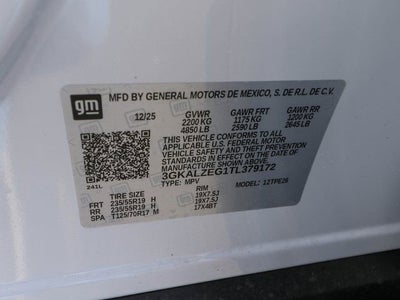 gm
MFD BY GENERAL MOTORS DE MEXICO, S. DE R.L. DE C.V.
12/25 GVWR GAWR FRT GAWR RR
2200 KG 1175 KG 1200 KG
4850 LB 2590 LB 2645 LB
THIS VEHICLE CONFORMS TO ALL
APPLICABLE U.S. FEDERAL MOTOR
VEHICLE SAFETY AND THEFT
PREVENTION STANDARDS IN
EFFECT ON THE DATE OF
MANUFACTURE SHOWN ABOVE.
3GKALZEG1TL379172
TYPE: MPV MODEL: 12TPE26
241L
TIRE SIZE RIM
FRT 235/55R19 H 19X7.5J
RR 235/55R19 H 19X7.5J
SPA T125/70R17 M 17X4BT